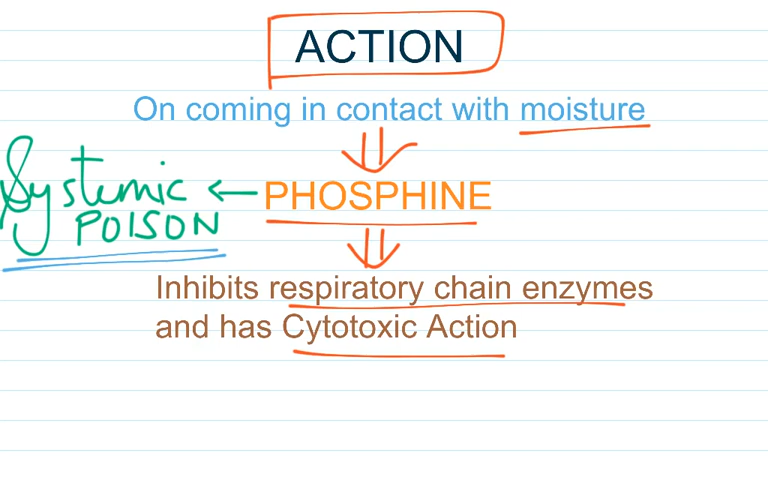 ACTION
On coming in contact with moisture
Systemic PHOSPHINE
POISON
Inhibits respiratory chain enzymes
and has Cytotoxic Action